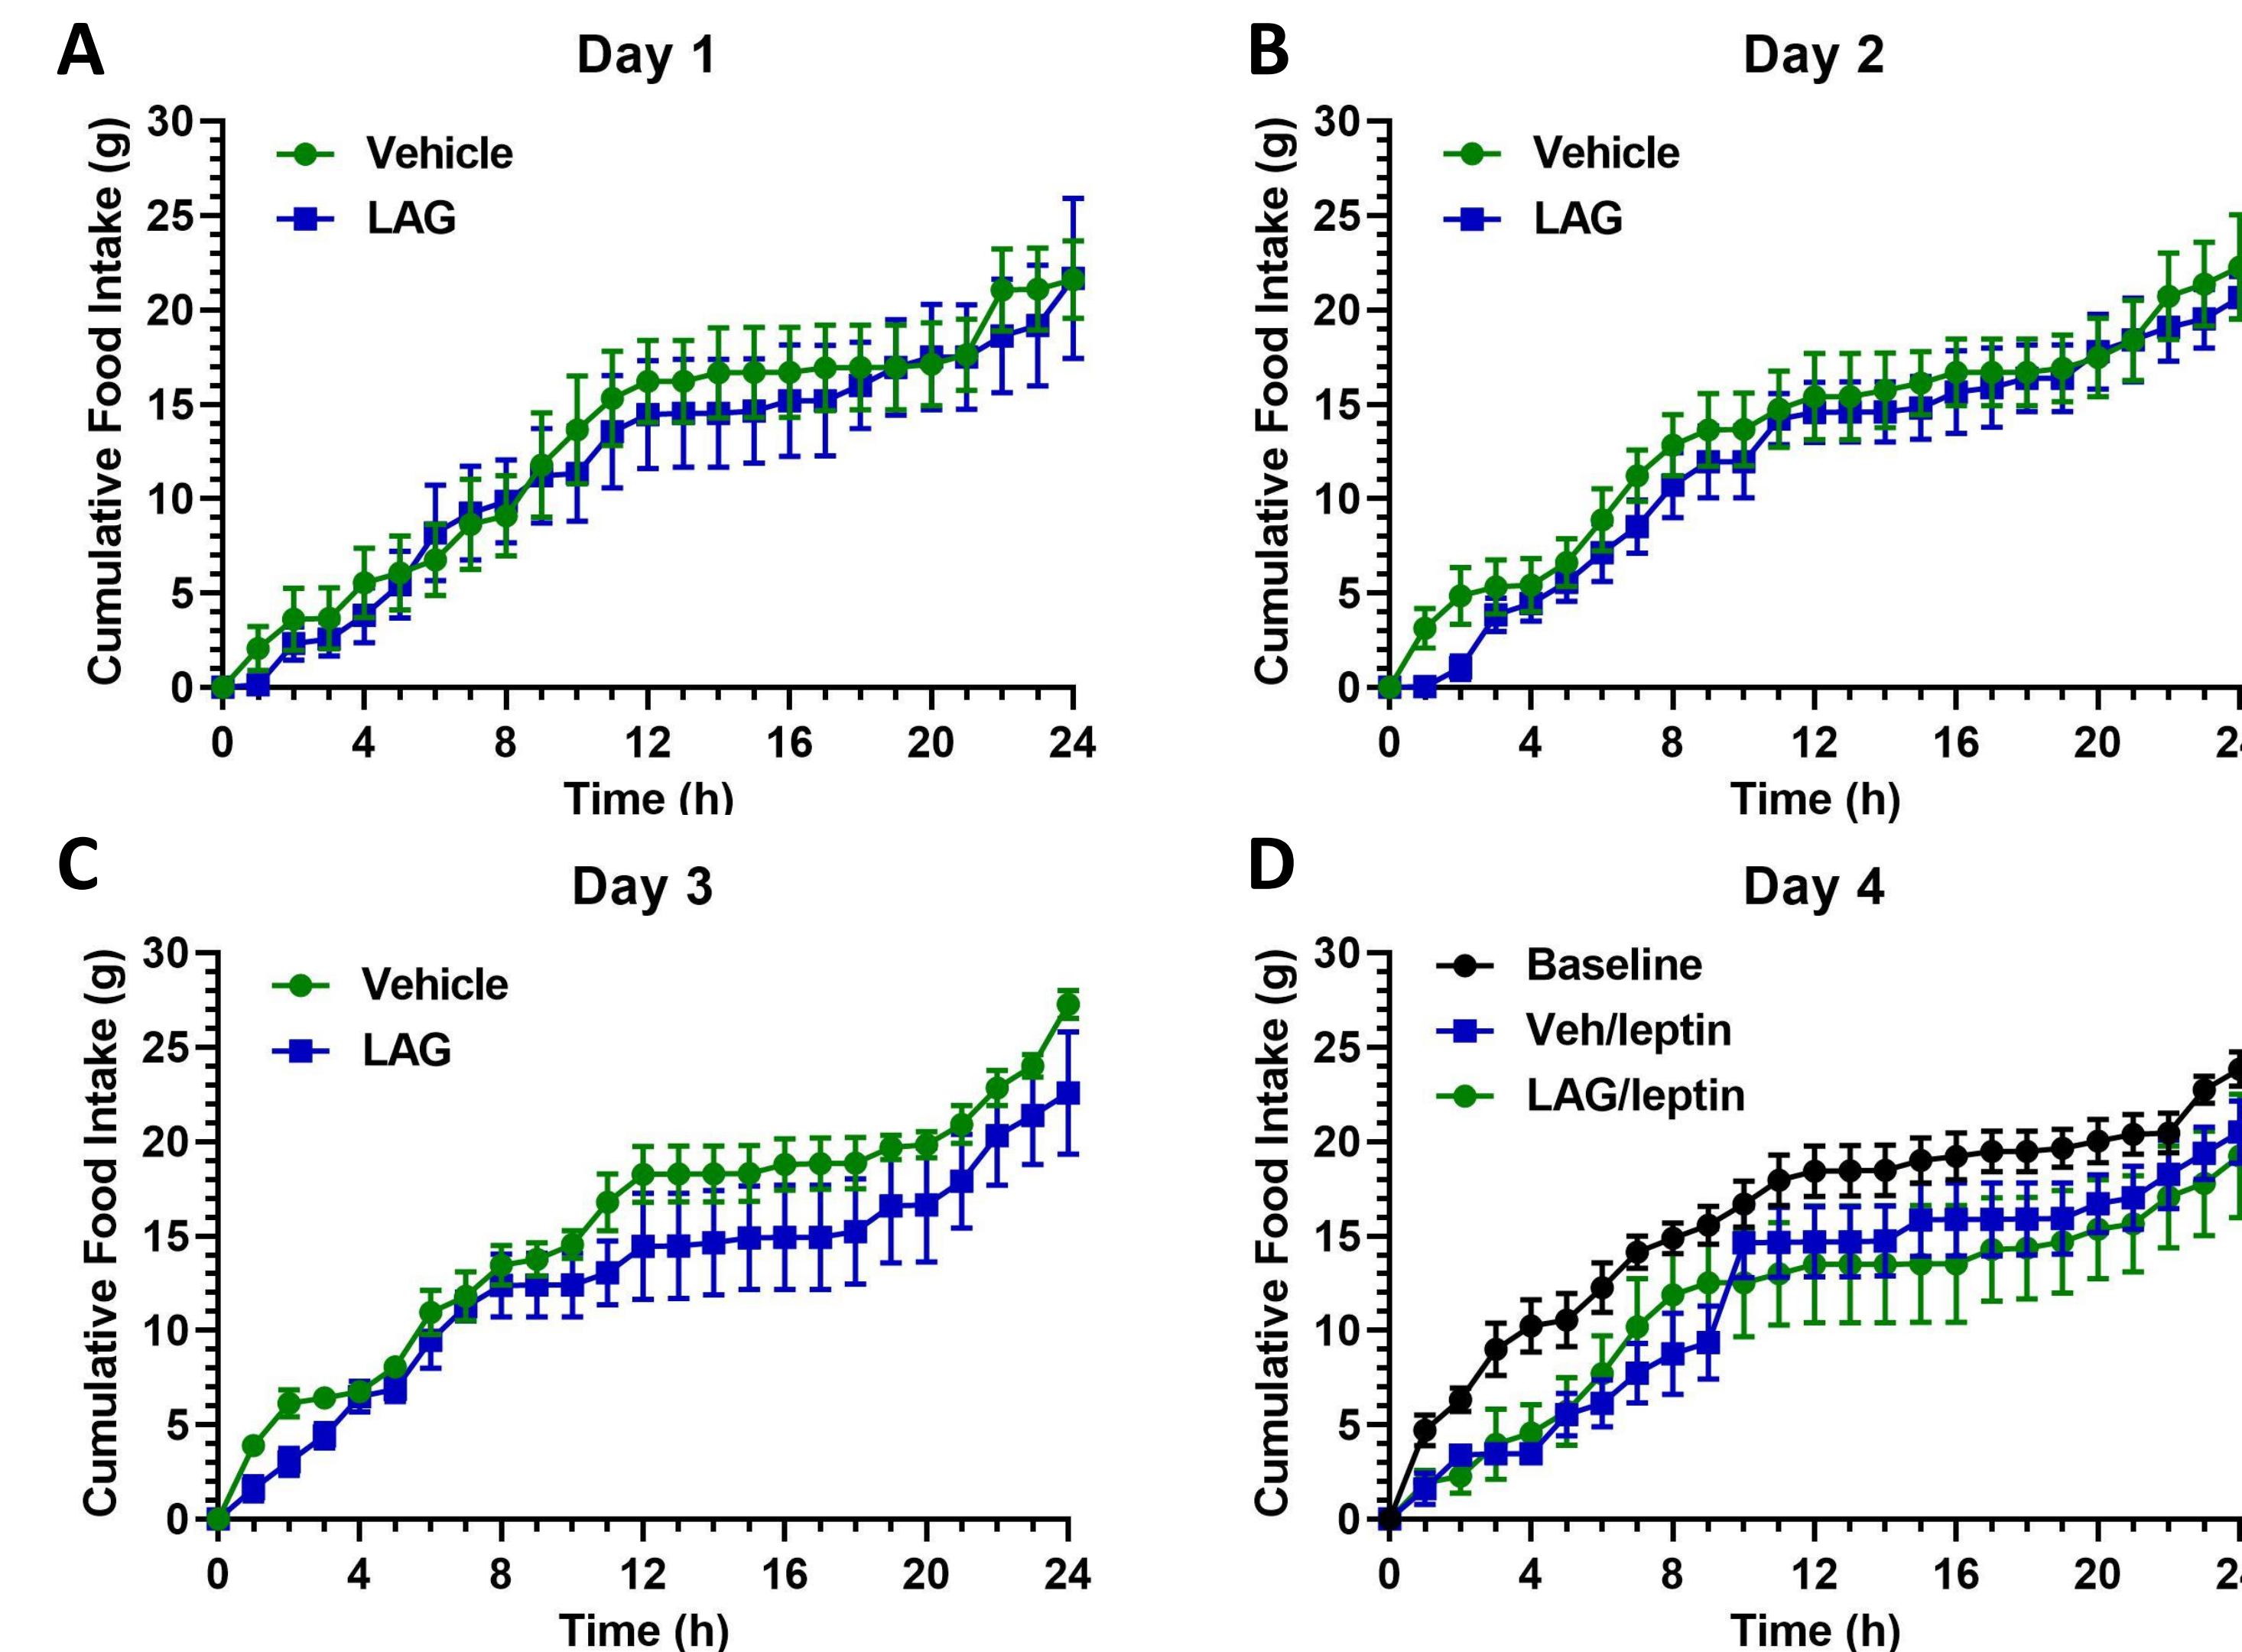 A
Day 1
Cumulative Food Intake (g)
30
25
20
15
10
5
0
Vehicle
LAG
0 4 8 12 16 20 24
Time (h)
B
Day 2
Cumulative Food Intake (g)
30
25
20
15
10
5
0
Vehicle
LAG
0 4 8 12 16 20 2
Time (h)
C
Day 3
Cumulative Food Intake (g)
30
25
20
15
10
5
0
Vehicle
LAG
0 4 8 12 16 20 24
Time (h)
D
Day 4
Cumulative Food Intake (g)
30
25
20
15
10
5
0
Baseline
Veh/leptin
LAG/leptin
0 4 8 12 16 20 2
Time (h)